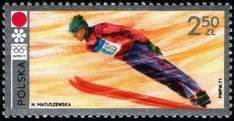 2,50
ZŁ
POLSKA
H. MATUSZEWSKA
PWPW.71